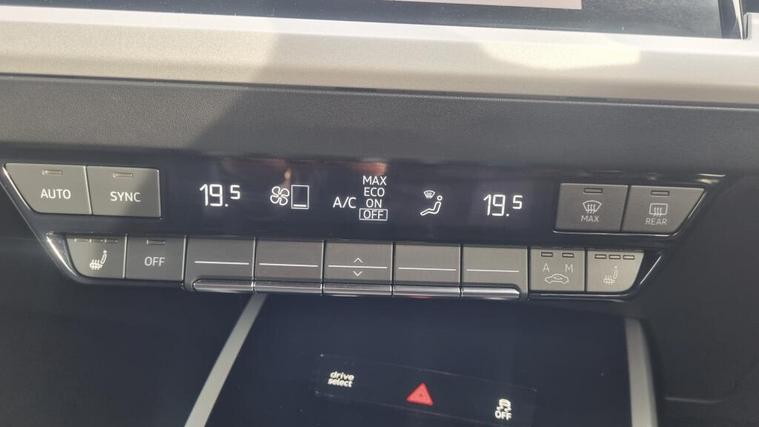 AUTO
SYNC
19.5
A/C
MAX
ECO
ON
OFF
19.5
MAX
REAR
OFF
A M
drive
select
OFF